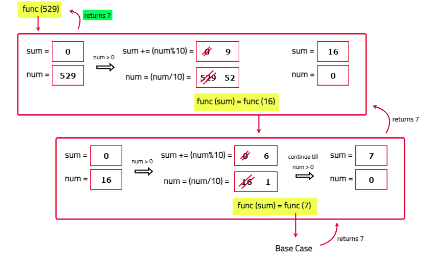 func (529)
returns 7
sum = 0
num > 0
sum += (num%10) = 0 9
sum = 16
num = 529
num = (num/10) = 529 52
num = 0
func (sum) = func (16)
returns 7
sum = 0
num > 0
sum += (num%10) = 0 6
continue till
num > 0
sum = 7
num = 16
num = (num/10) = 16 1
num = 0
func (sum) = func (7)
returns 7
Base Case